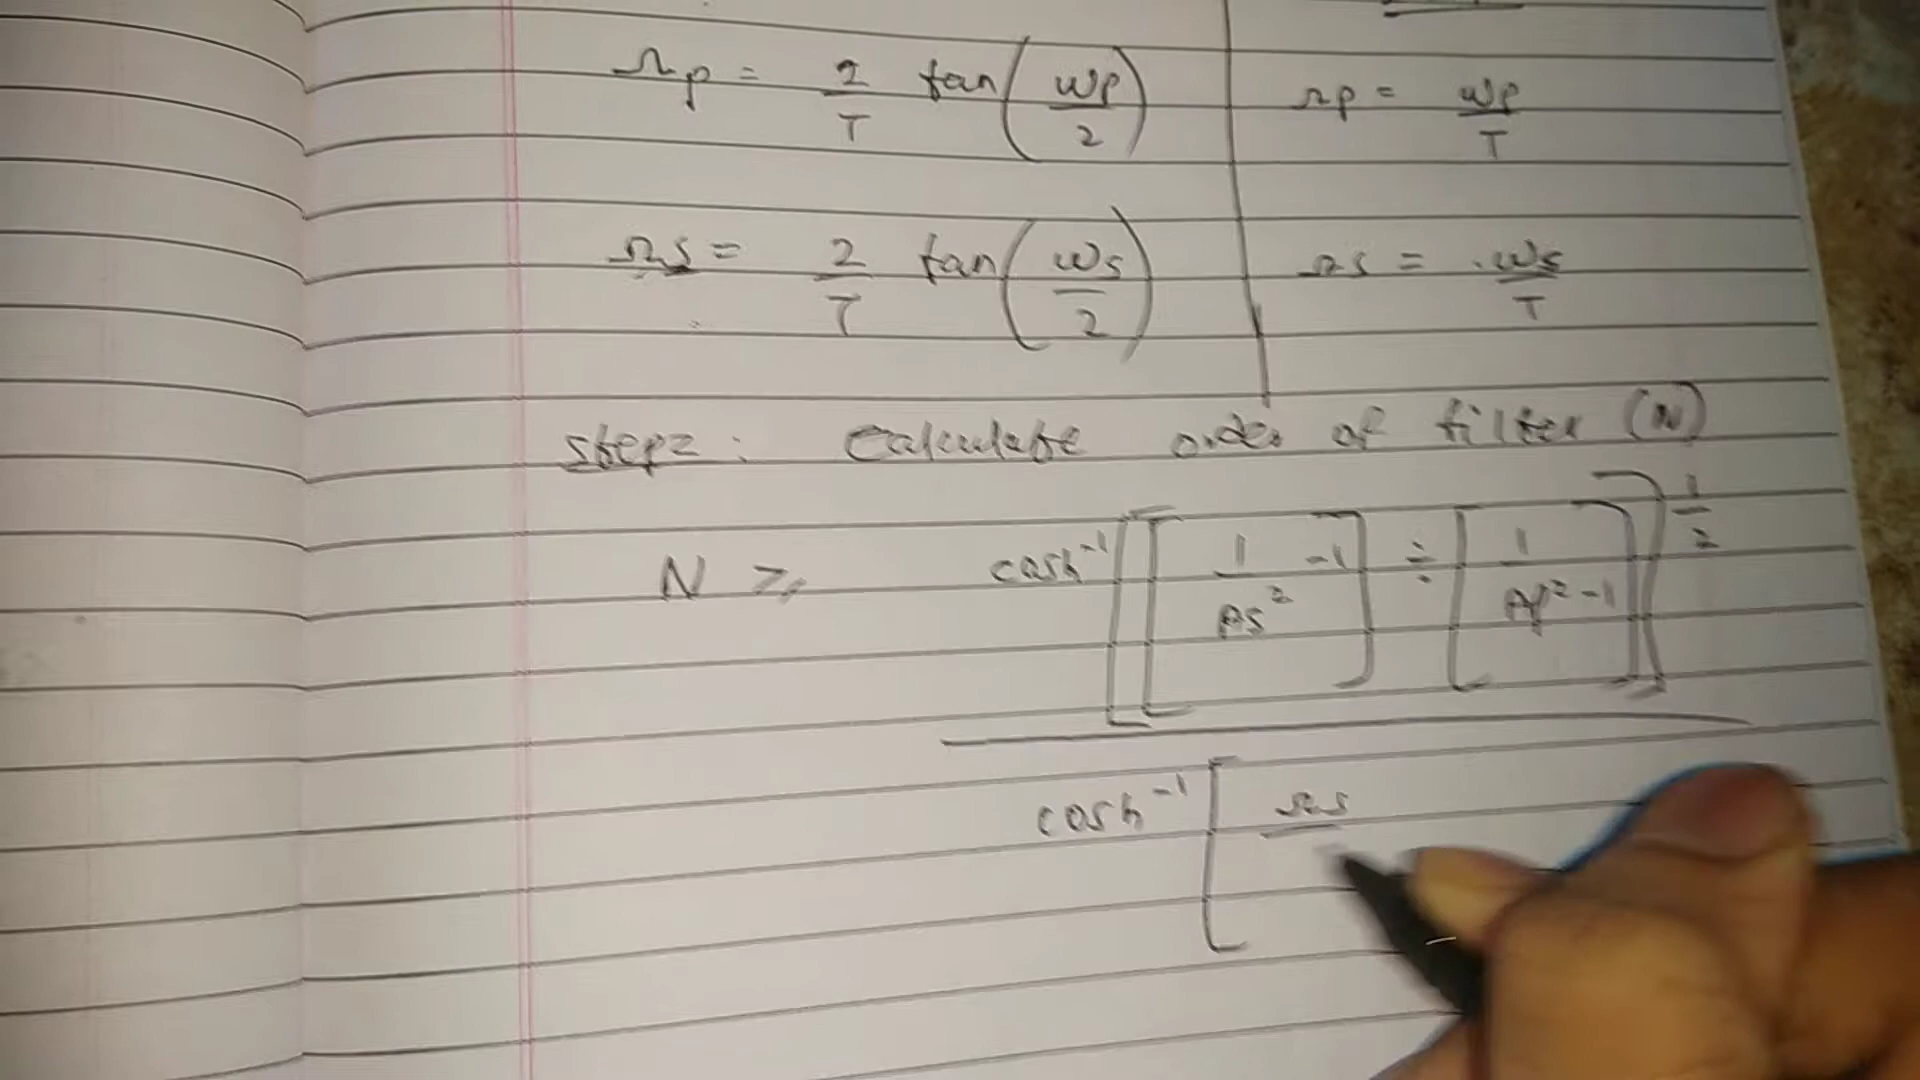 Ωp = 2/T tan(ωp/2) Ωp = ωp/T
Ωs = 2/T tan(ωs/2) Ωs = ωs/T
Step2: Calculate order of filter (N)
N ≥ cosh⁻¹[[1/As² -1] ÷ [1/Ap²-1]]^1/2
cosh⁻¹[Ωs